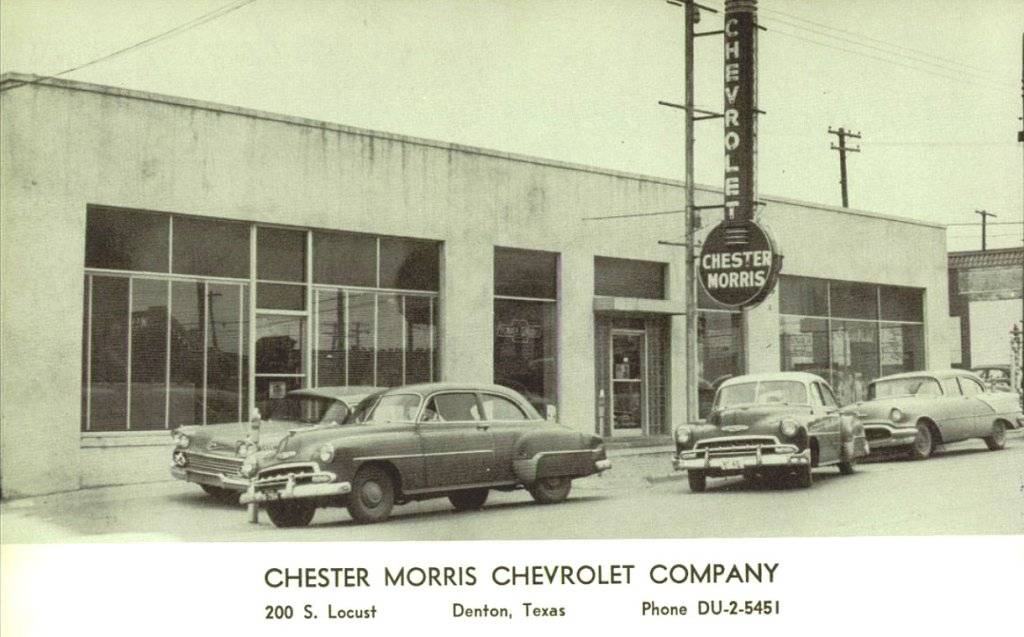 CHEVROLET
CHESTER
MORRIS
CHESTER MORRIS CHEVROLET COMPANY
200 S. Locust Denton, Texas Phone DU-2-5451